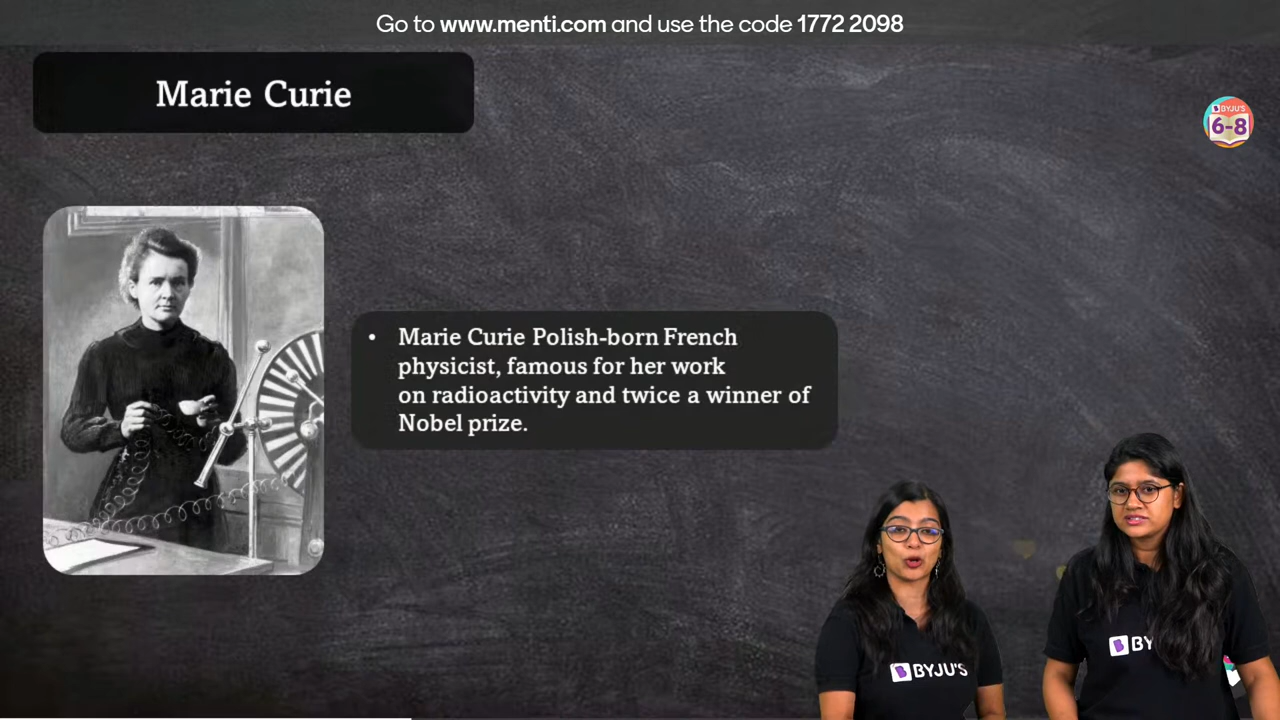 Go to www.menti.com and use the code 1772 2098
Marie Curie
BYJU'S
6-8
• Marie Curie Polish-born French
physicist, famous for her work
on radioactivity and twice a winner of
Nobel prize.
BYJU'S
BY